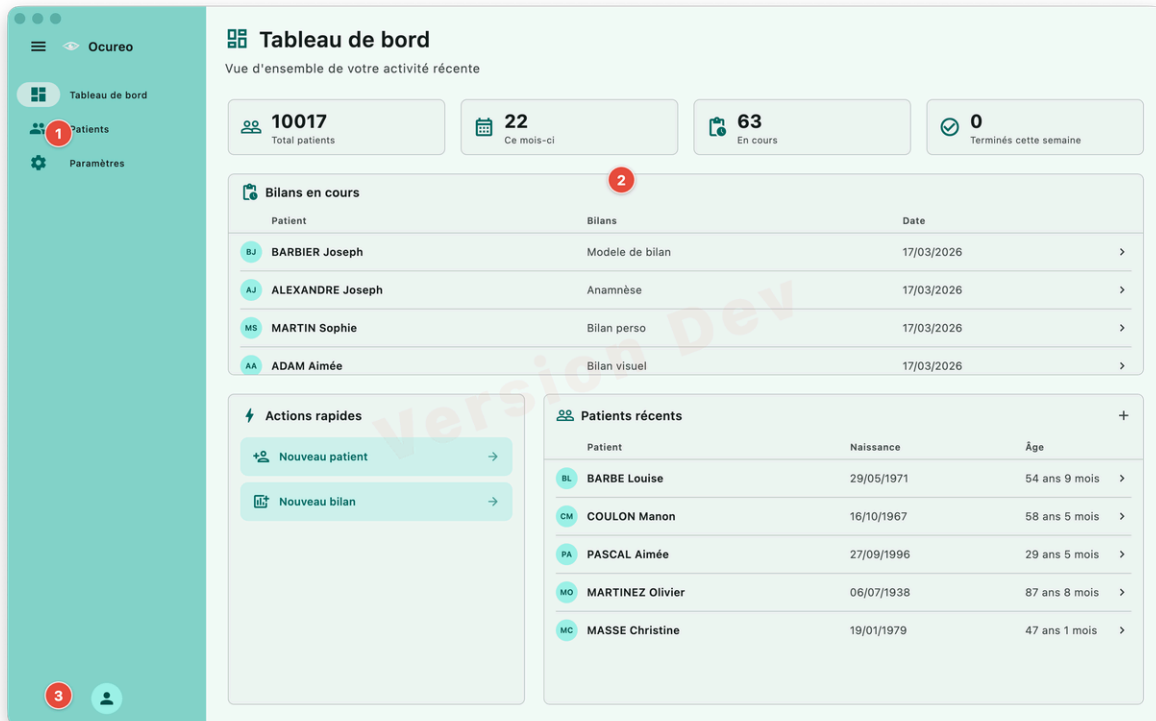 Ocureo
Tableau de bord
Patients
Paramètres
1
3
Tableau de bord
Vue d'ensemble de votre activité récente
10017
Total patients
22
Ce mois-ci
63
En cours
0
Terminés cette semaine
2
Bilans en cours
Patient Bilans Date
BJ BARBIER Joseph Modele de bilan 17/03/2026
AJ ALEXANDRE Joseph Anamnèse 17/03/2026
MS MARTIN Sophie Bilan perso 17/03/2026
AA ADAM Aimée Bilan visuel 17/03/2026
Version Dev
Actions rapides
Nouveau patient
Nouveau bilan
Patients récents
Patient Naissance Âge
BL BARBE Louise 29/05/1971 54 ans 9 mois
CM COULON Manon 16/10/1967 58 ans 5 mois
PA PASCAL Aimée 27/09/1996 29 ans 5 mois
MO MARTINEZ Olivier 06/07/1938 87 ans 8 mois
MC MASSE Christine 19/01/1979 47 ans 1 mois